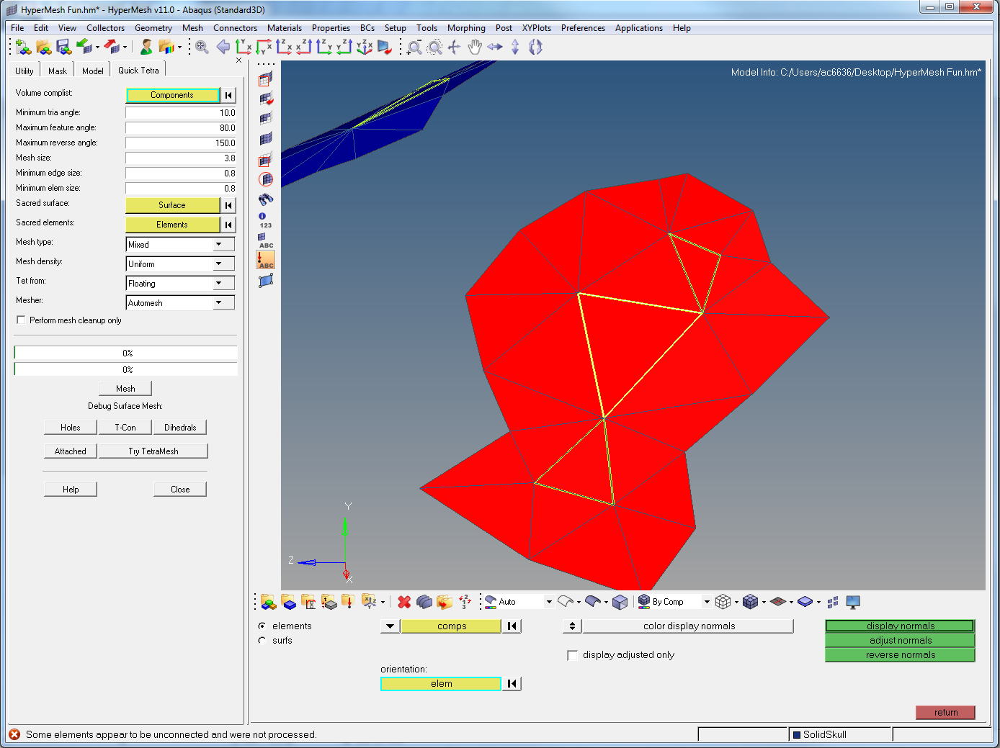 HyperMesh Fun.hm* - HyperMesh v11.0 - Abaqus (Standard3D)
File Edit View Collectors Geometry Mesh Connectors Materials Properties BCs Setup Tools Morphing Post XYPlots Preferences Applications Help
Utility Mask Model Quick Tetra
Model Info: C:/Users/ac6636/Desktop/HyperMesh Fun.hm*
Volume complist: Components
Minimum tria angle: 10.0
Maximum feature angle: 80.0
Maximum reverse angle: 150.0
Mesh size: 3.8
Minimum edge size: 0.8
Minimum elem size: 0.8
Sacred surface: Surface
Sacred elements: Elements
Mesh type: Mixed
Mesh density: Uniform
Tet from: Floating
Mesher: Automesh
Perform mesh cleanup only
0%
0%
Mesh
Debug Surface Mesh:
Holes T-Con Dihedrals
Attached Try TetraMesh
Help Close
123
ABC
ABC
Y
Z
X
Auto By Comp
elements comps color display normals display normals
surfs adjust normals
display adjusted only reverse normals
orientation:
elem
return
Some elements appear to be unconnected and were not processed. SolidSkull